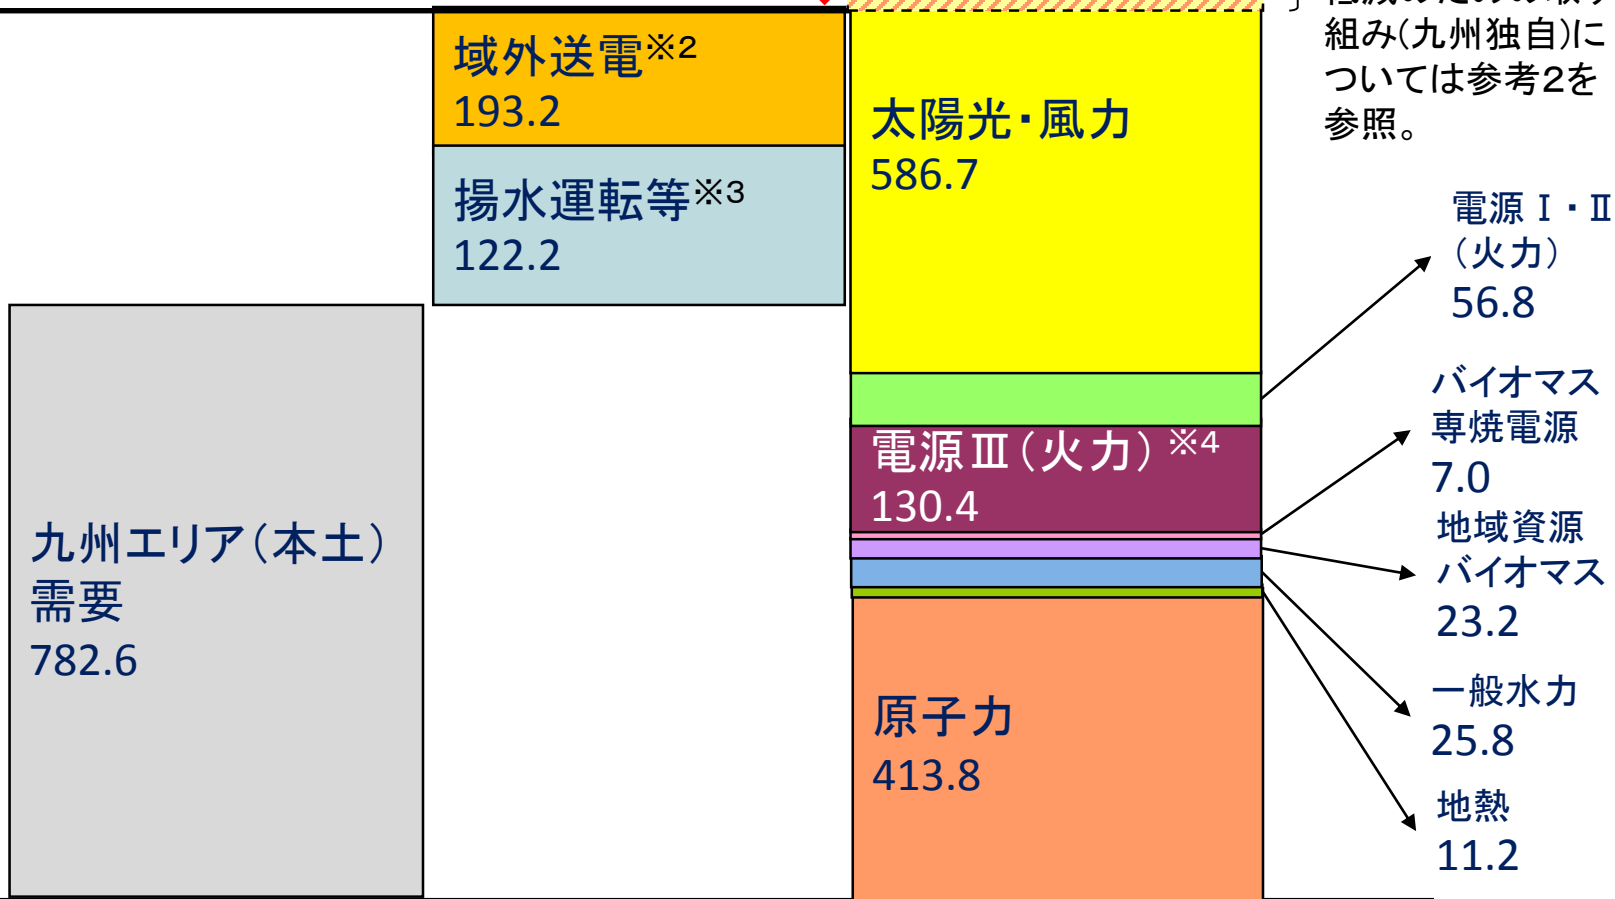 組み(九州独自)に
ついては参考2を
参照。
域外送電※2
193.2
揚水運転等※3
122.2
九州エリア(本土)
需要
782.6
太陽光・風力
586.7
電源Ⅲ(火力)※4
130.4
原子力
413.8
電源Ⅰ・Ⅱ
(火力)
56.8
バイオマス
専焼電源
7.0
地域資源
バイオマス
23.2
一般水力
25.8
地熱
11.2